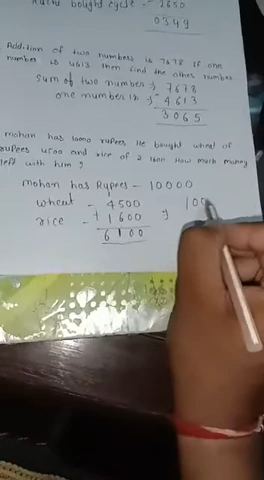 bought cycle - 2650
0349
Addition of two numbers is 7678 If one
number is 4613 then find the other number
Sum of two number → 7678
one number is → - 4613
3065
mohan has 10000 rupees He bought wheat of
rupees 4500 and rice of 2 1600 How much money
left with him ?
mohan has Rupees - 10000
wheat - 4500 100
rice - + 1600
6100